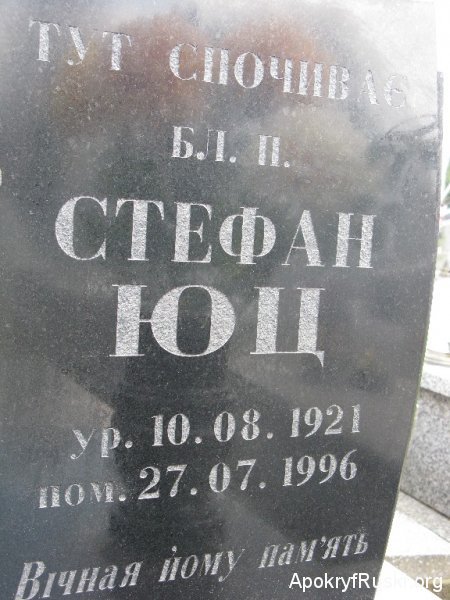 ТУТ СПОЧИВАЄ
БЛ. П.
СТЕФАН
ЮЦ
ур. 10. 08. 1921
пом. 27. 07. 1996
Вічная йому пам'ять
ApokryfRuski.org